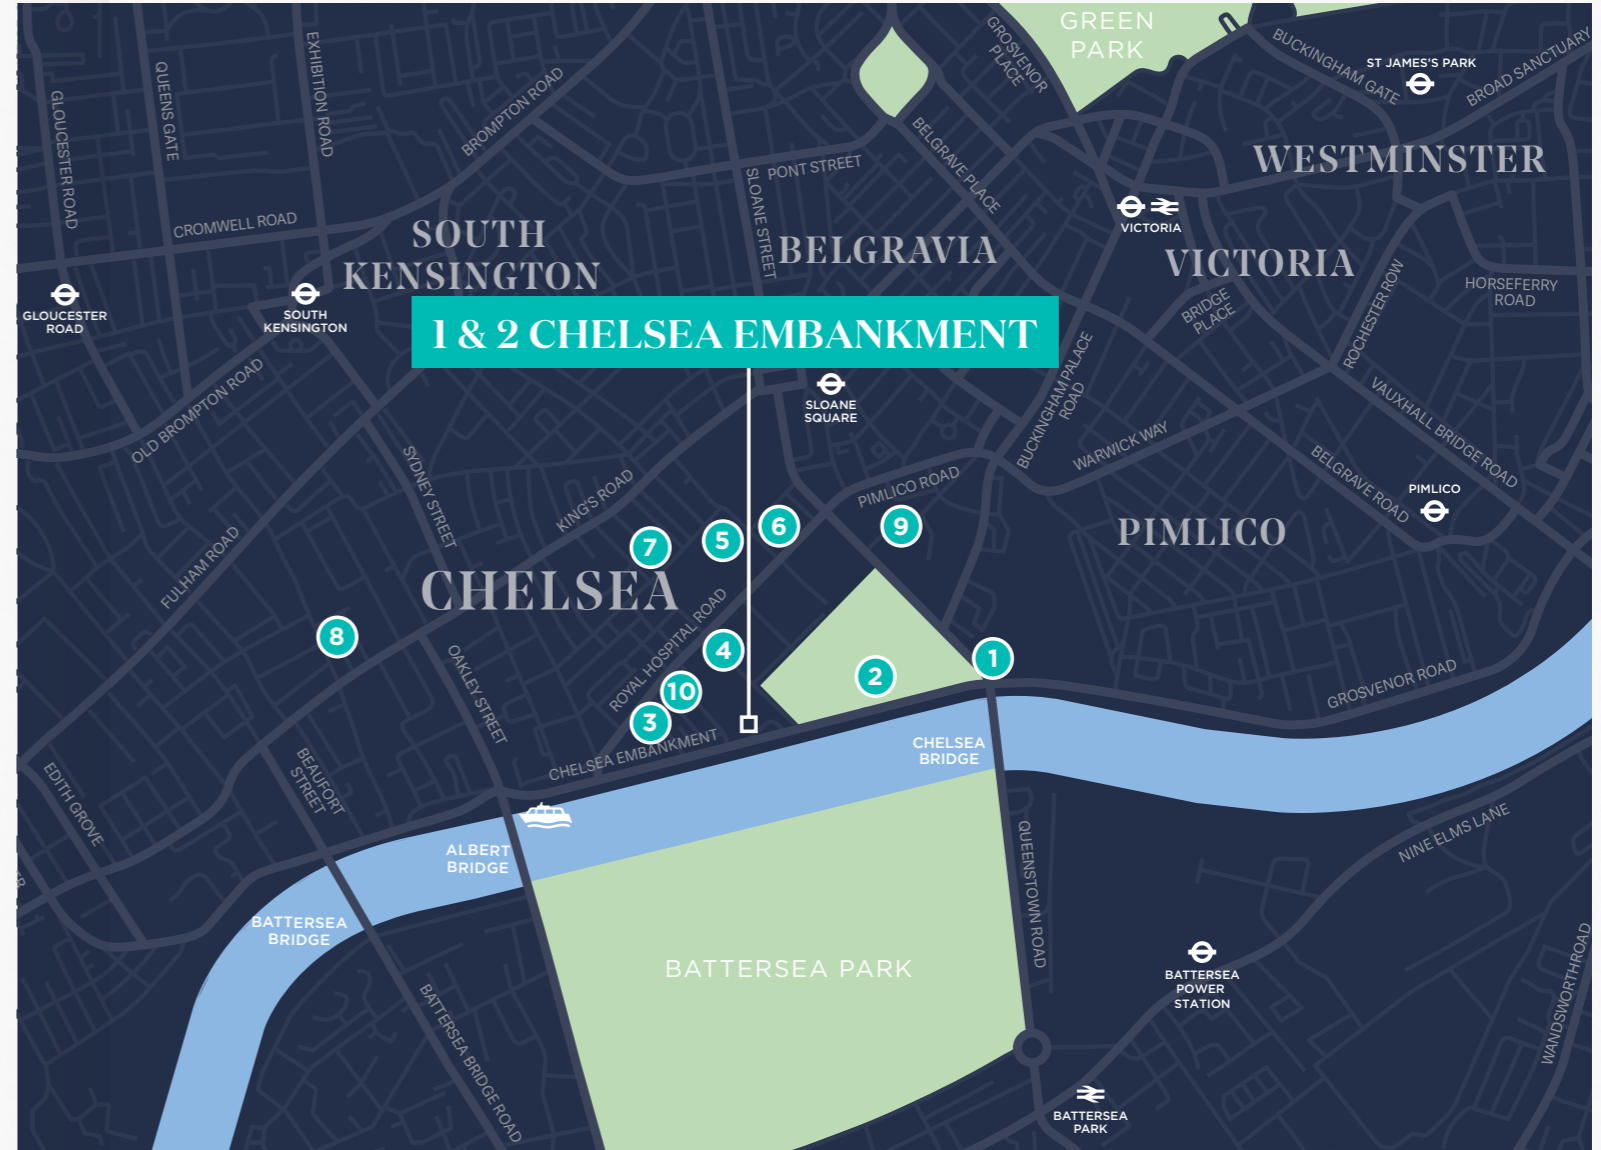 GREEN
PARK
GROSVENOR
PLACE
BUCKINGHAM GATE
ST JAMES'S PARK
BROAD SANCTUARY
EXHIBITION ROAD
QUEENS GATE
GLOUCESTER ROAD
BROMPTON ROAD
BELGRAVE PLACE
PONT STREET
SLOANE STREET
WESTMINSTER
CROMWELL ROAD
SOUTH
KENSINGTON
BELGRAVIA
VICTORIA
VICTORIA
BRIDGE
PLACE
ROCHESTER ROW
HORSEFERRY
ROAD
GLOUCESTER
ROAD
SOUTH
KENSINGTON
1 & 2 CHELSEA EMBANKMENT
BUCKINGHAM PALACE
ROAD
OLD BROMPTON ROAD
SLOANE
SQUARE
VAUXHALL BRIDGE ROAD
SYDNEY STREET
KING'S ROAD
PIMLICO ROAD
WARWICK WAY
BELGRAVE ROAD
PIMLICO
PIMLICO
FULHAM ROAD
7
5
6
9
CHELSEA
8
OAKLEY STREET
ROYAL HOSPITAL ROAD
4
10
3
2
1
GROSVENOR ROAD
CHELSEA EMBANKMENT
CHELSEA
BRIDGE
EDITH GROVE
BEAUFORT
STREET
ALBERT
BRIDGE
QUEENSTOWN ROAD
NINE ELMS LANE
BATTERSEA
BRIDGE
BATTERSEA PARK
BATTERSEA
POWER
STATION
BATTERSEA BRIDGE ROAD
WANDSWORTH ROAD
BATTERSEA
PARK